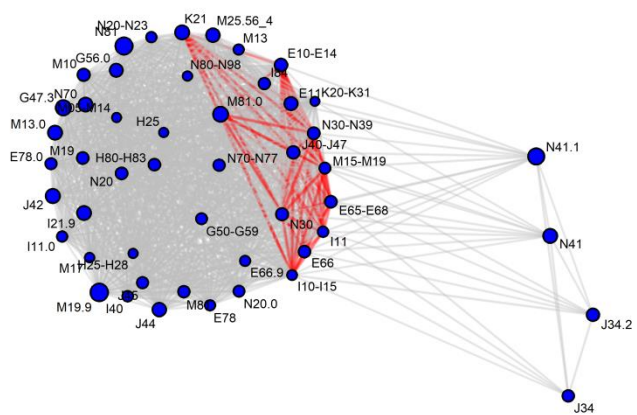 K21
N20-N23
M25.56_4
N81
M13
E10-E14
G56.0
M10
N80-N98
I84
G47.3
N70
M14
M81.0
E11
K20-K31
M13.0
H25
N30-N39
J40-J47
N41.1
M19
H80-H83
N70-N77
M15-M19
E78.0
N20
J42
E65-E68
I21.9
G50-G59
N30
I11
N41
I11.0
M17
H25-H28
E66
E66.9
I10-I15
M19.9
I40
J44
M80
E78
N20.0
J34.2
J34